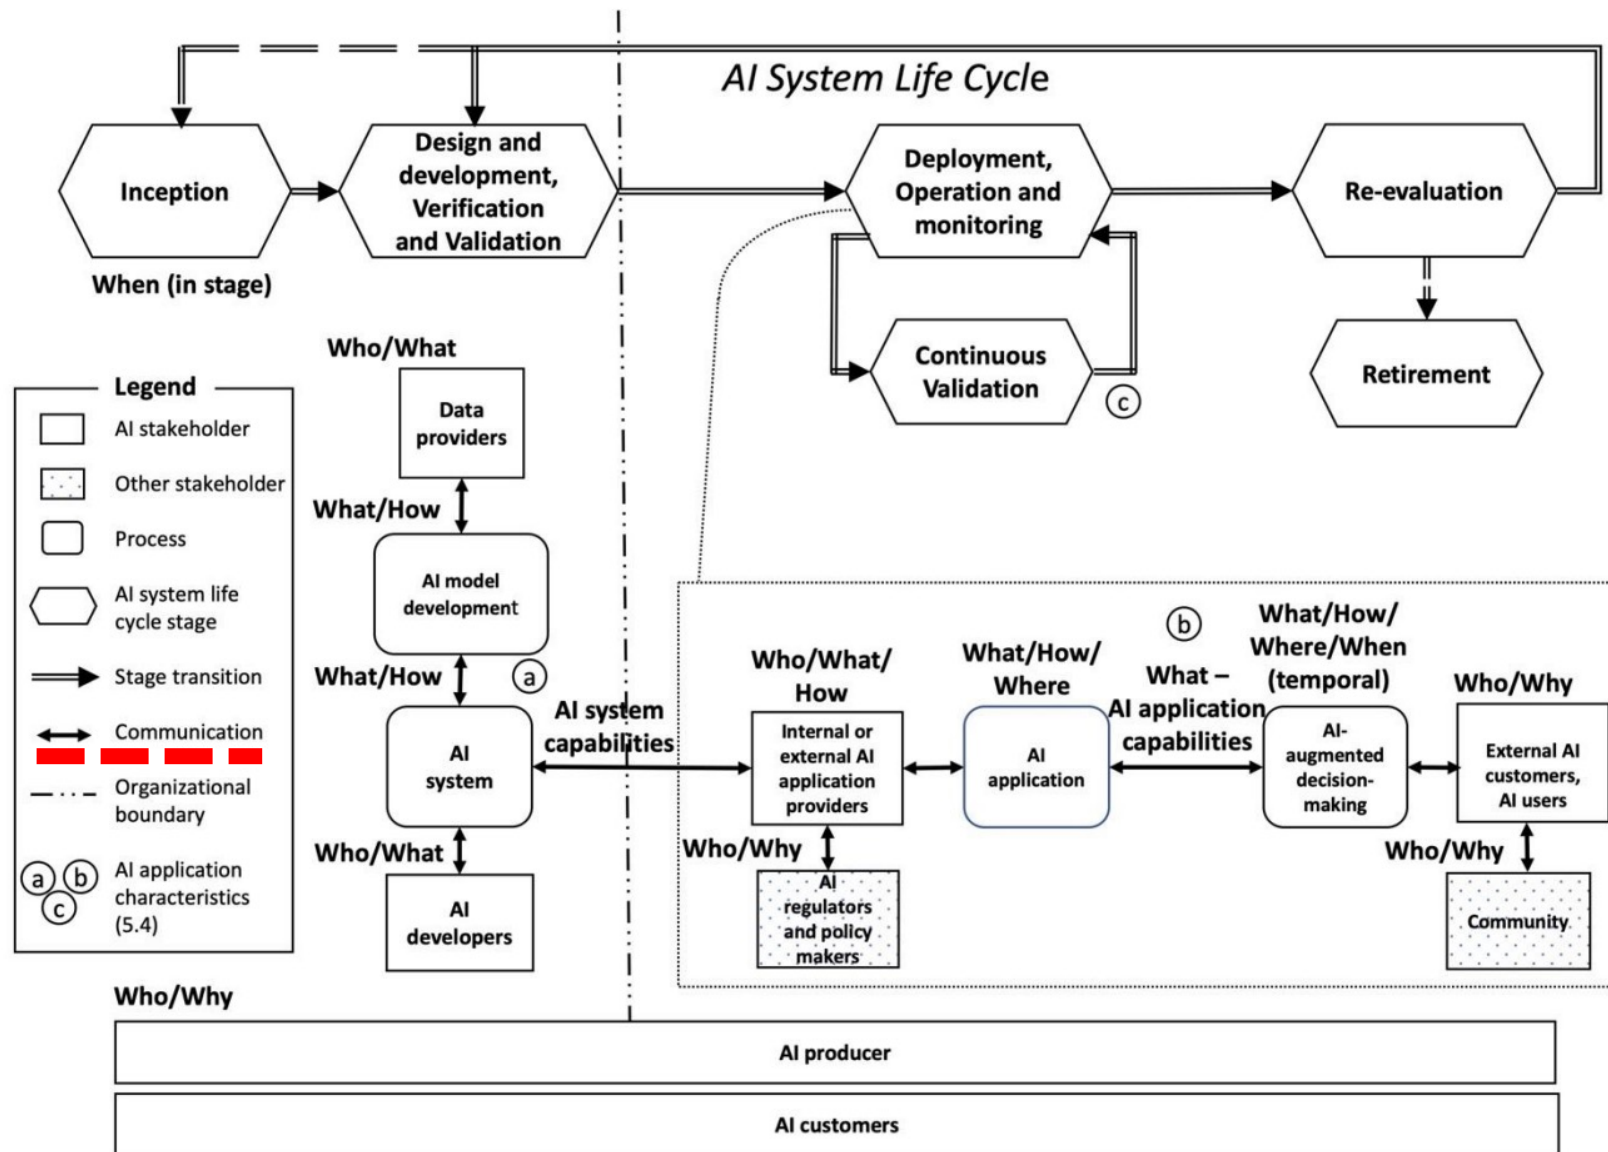 AI System Life Cycle
Inception
Design and
development,
Verification
and Validation
Deployment,
Operation and
monitoring
Re-evaluation
When (in stage)
Continuous
Validation
c
Retirement
Legend
AI stakeholder
Other stakeholder
Process
AI system life
cycle stage
Stage transition
Communication
Organizational
boundary
a b
c
AI application
characteristics
(5.4)
Who/What
Data
providers
What/How
AI model
development
What/How
a
AI
system
Who/What
AI
developers
AI system
capabilities
Who/What/
How
Internal or
external AI
application
providers
Who/Why
AI
regulators
and policy
makers
What/How/
Where
AI
application
b
What –
AI application
capabilities
What/How/
Where/When
(temporal)
AI-
augmented
decision-
making
Who/Why
External AI
customers,
AI users
Who/Why
Community
Who/Why
AI producer
AI customers